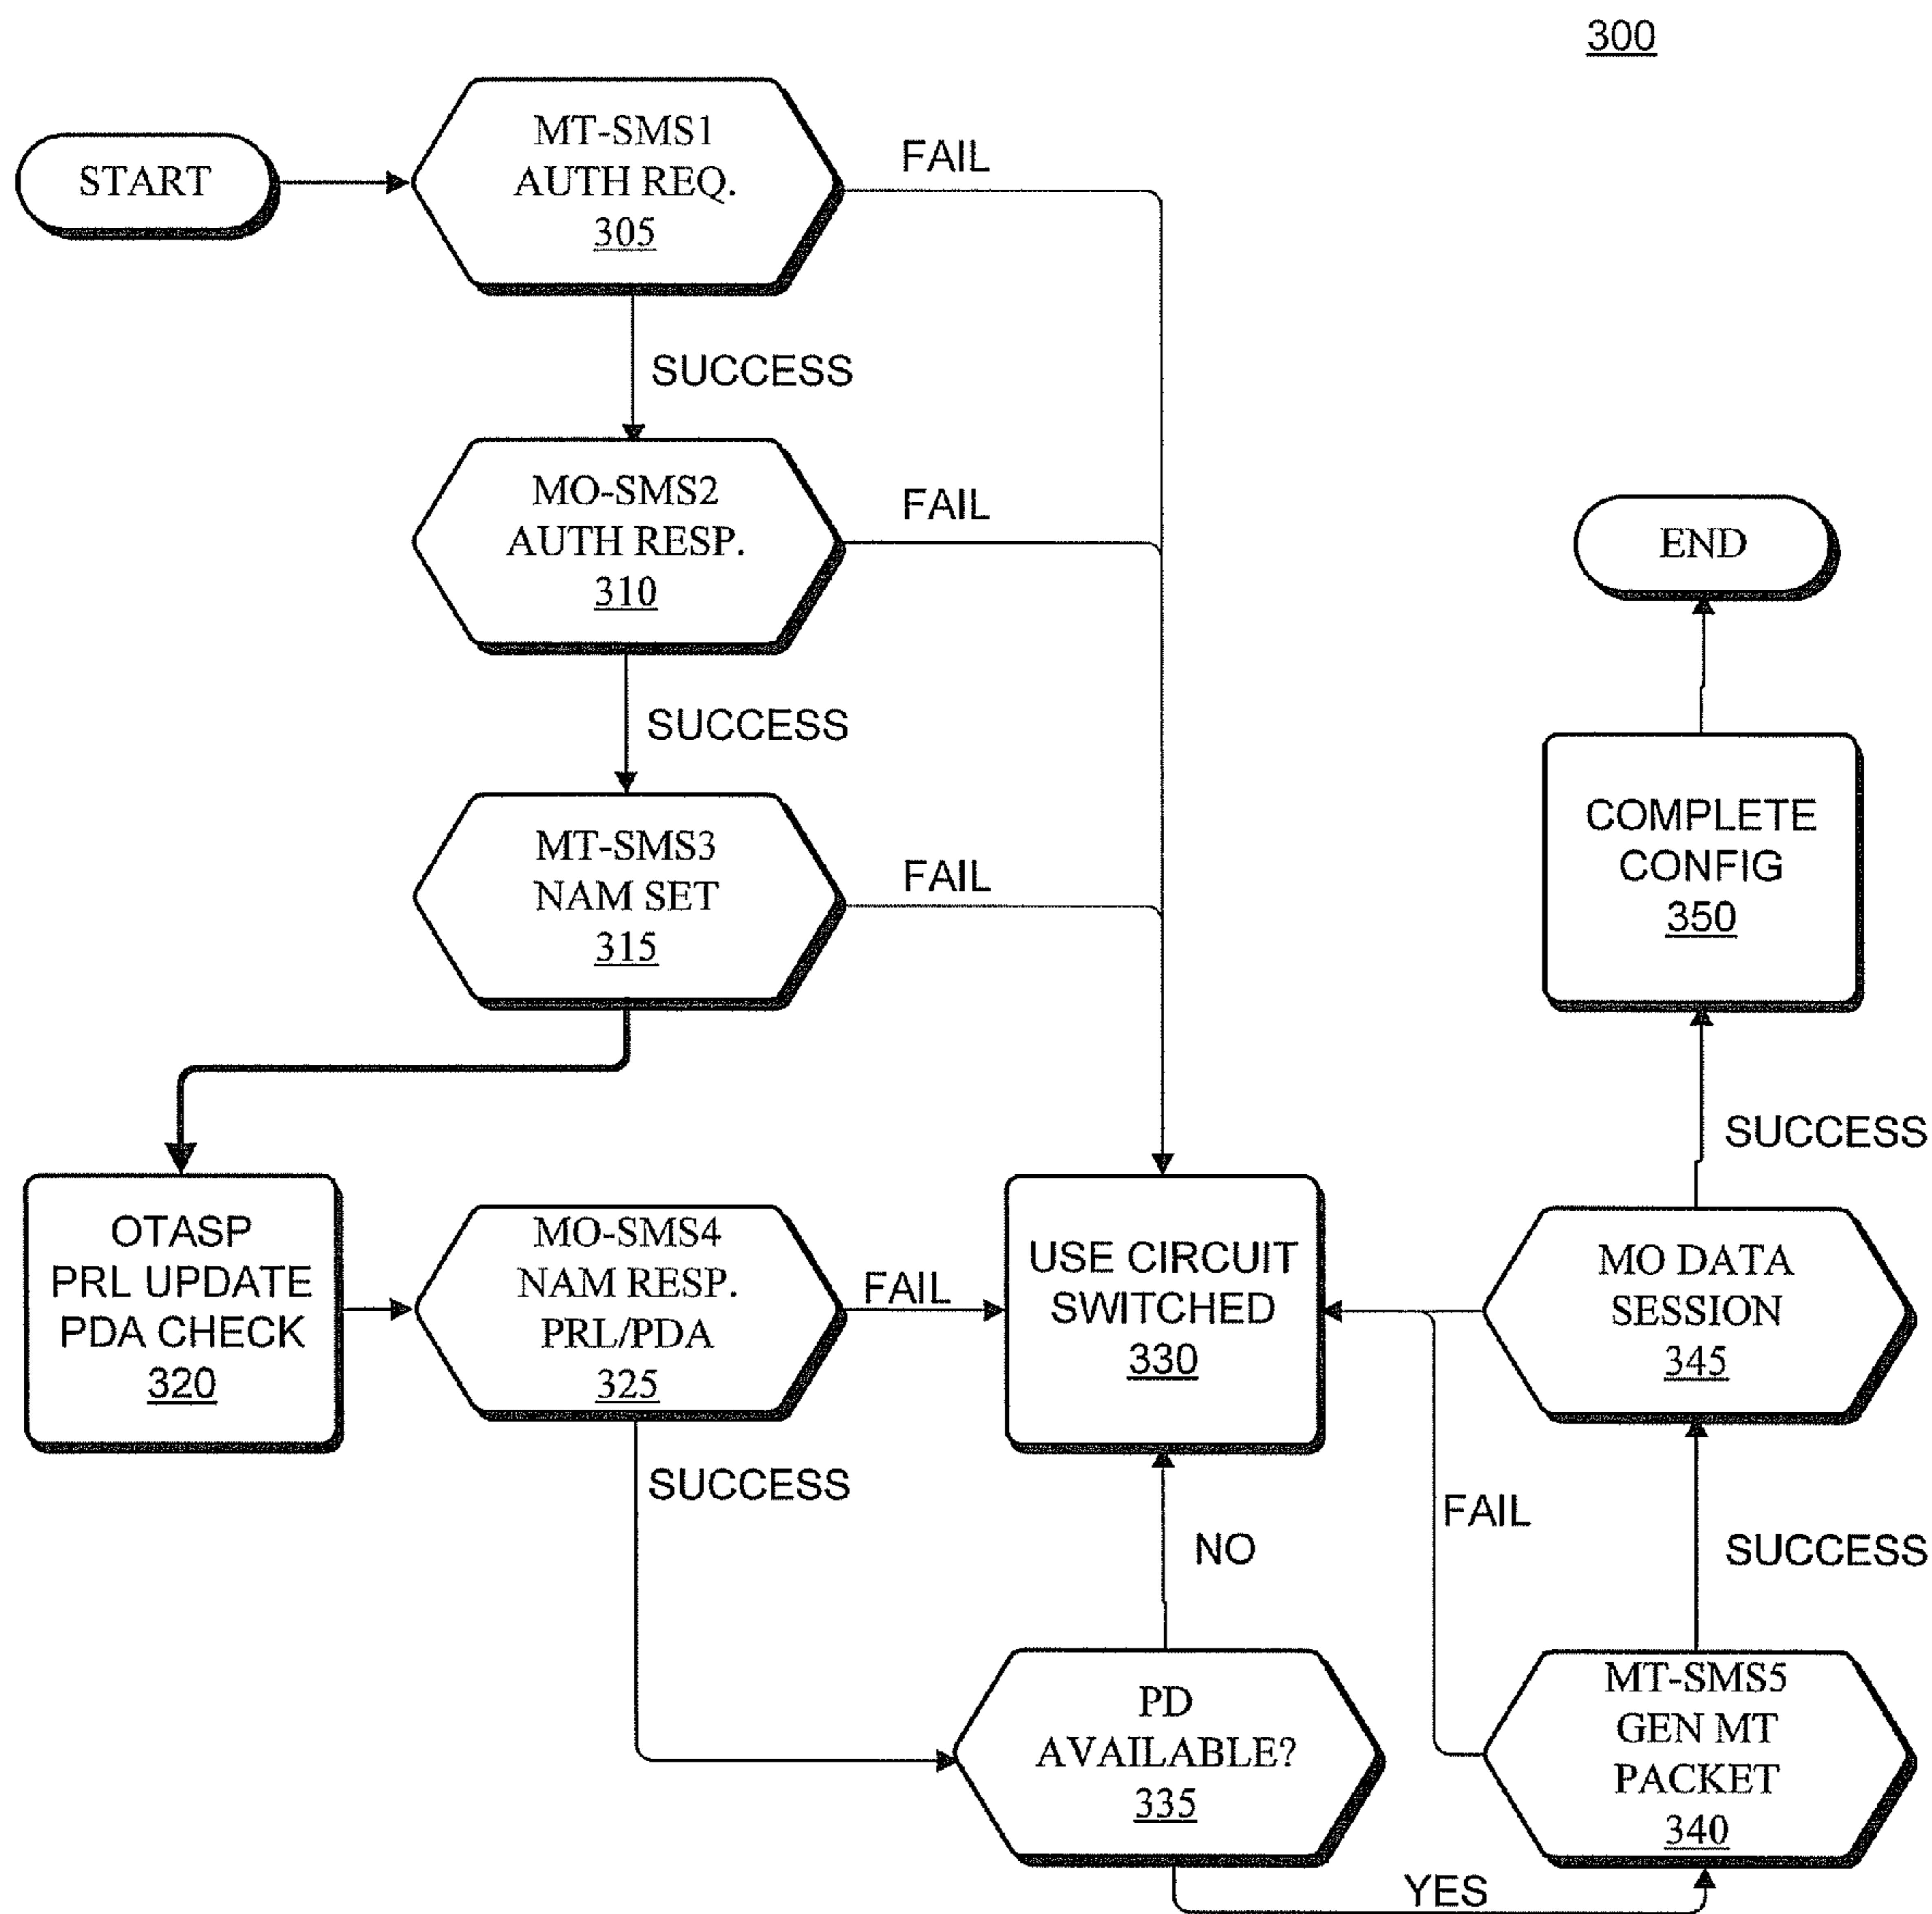 300
START
MT-SMS1
AUTH REQ.
305
FAIL
SUCCESS
MO-SMS2
AUTH RESP.
310
FAIL
SUCCESS
MT-SMS3
NAM SET
315
FAIL
OTASP
PRL UPDATE
PDA CHECK
320
MO-SMS4
NAM RESP.
PRL/PDA
325
FAIL
SUCCESS
USE CIRCUIT
SWITCHED
330
NO
PD
AVAILABLE?
335
YES
MT-SMS5
GEN MT
PACKET
340
FAIL
SUCCESS
MO DATA
SESSION
345
SUCCESS
COMPLETE
CONFIG
350
END